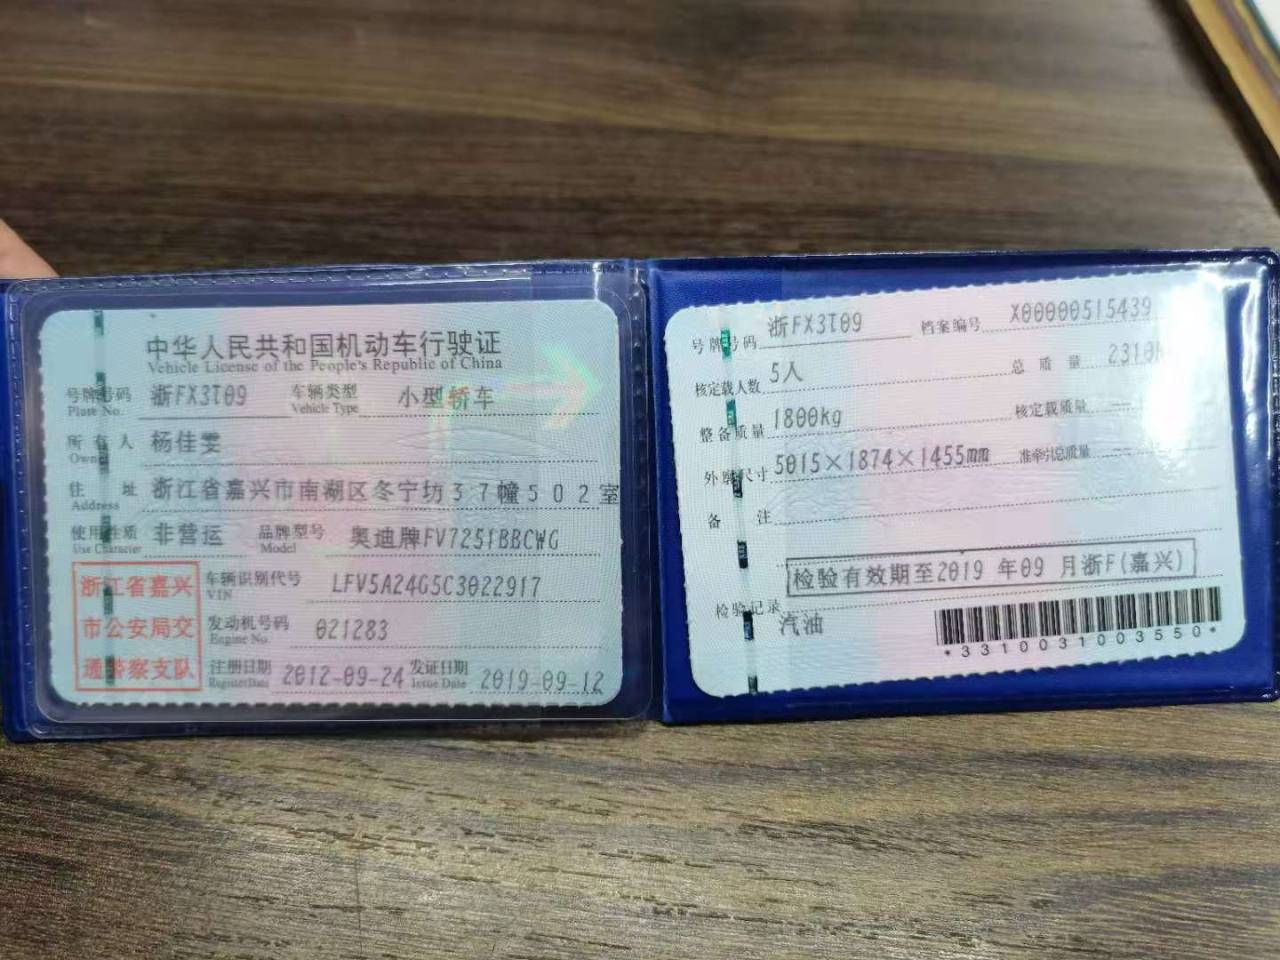 中华人民共和国机动车行驶证
Vehicle License of the People's Republic of China
号牌号码 浙FX3T09 车辆类型 小型轿车
Plate No. Vehicle Type
所有人 杨佳雯
Owner
住址 浙江省嘉兴市南湖区冬宁坊37幢502室
Address
使用性质 非营运 品牌型号 奥迪牌FV7251BBCWG
Use Character Model
浙江省嘉兴
市公安局交
通警察支队
车辆识别代号 LFV5A24G5C3022917
VIN
发动机号码 021283
Engine No.
注册日期 2012-09-24 发证日期 2019-09-12
Register Date Issue Date
号牌号码 浙FX3T09 档案编号 X00000515439
核定载人数 5人 总质量 2310
整备质量 1800kg 核定载质量 --
外廓尺寸 5015×1874×1455mm 准牵引总质量 --
备注
检验有效期至2019年09月浙F(嘉兴)
检验记录
汽油
*3310031003550*